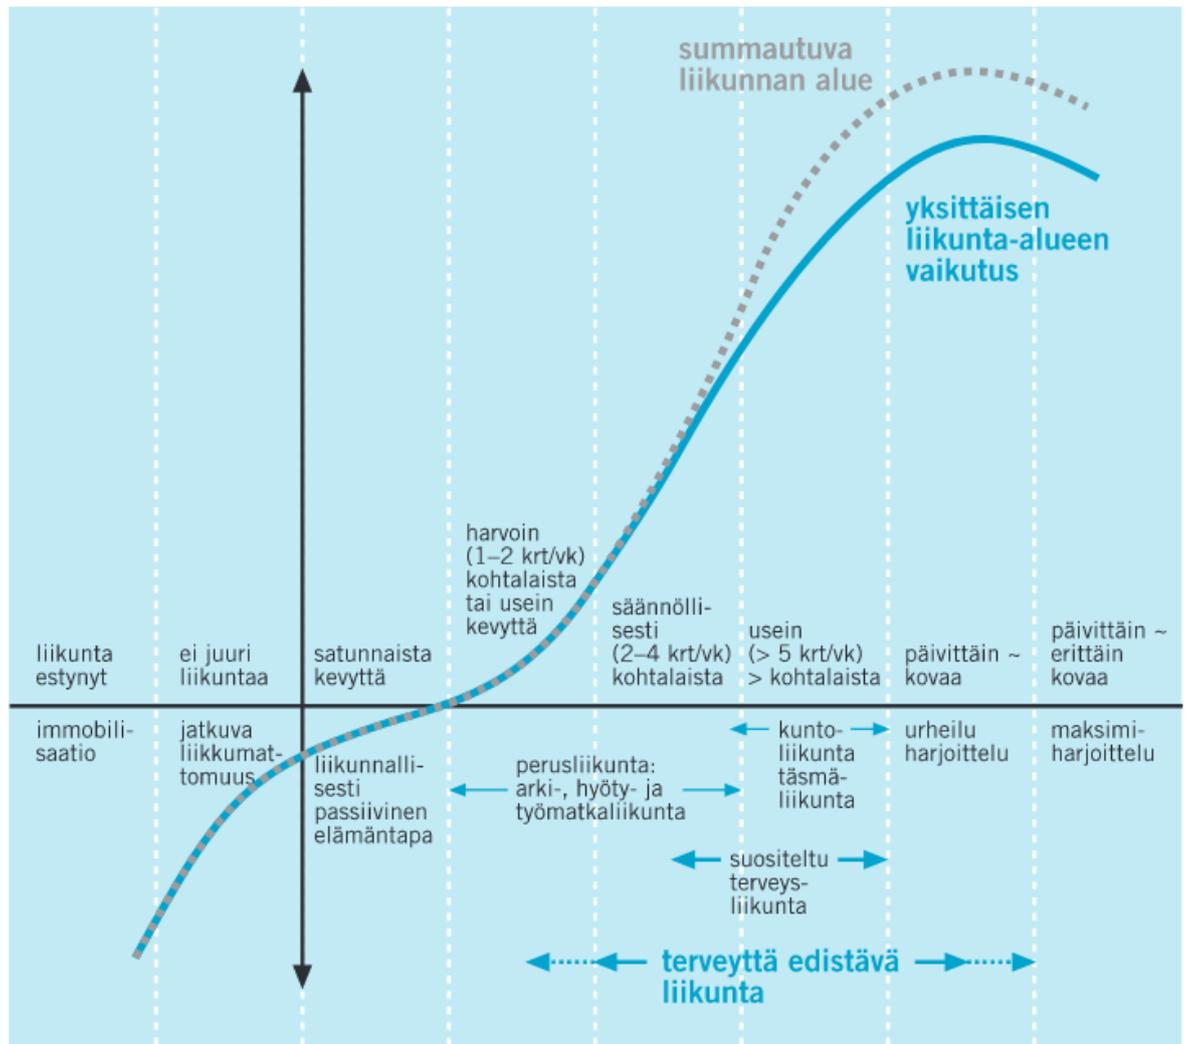 summautuva
liikunnan alue
yksittäisen
liikunta-alueen
vaikutus
liikunta
estynyt
ei juuri
liikuntaa
satunnaista
kevyttä
harvoin
(1–2 krt/vk)
kohtalaista
tai usein
kevyttä
säännölli-
sesti
(2–4 krt/vk)
kohtalaista
usein
(> 5 krt/vk)
> kohtalaista
päivittäin ~
kovaa
päivittäin ~
erittäin
kovaa
immobili-
saatio
jatkuva
liikkumat-
tomuus
liikunnalli-
sesti
passiivinen
elämäntapa
perusliikunta:
arki-, hyöty- ja
työmatkaliikunta
kunto-
liikunta
täsmä-
liikunta
urheilu
harjoittelu
maksimi-
harjoittelu
suositeltu
terveys-
liikunta
terveyttä edistävä
liikunta